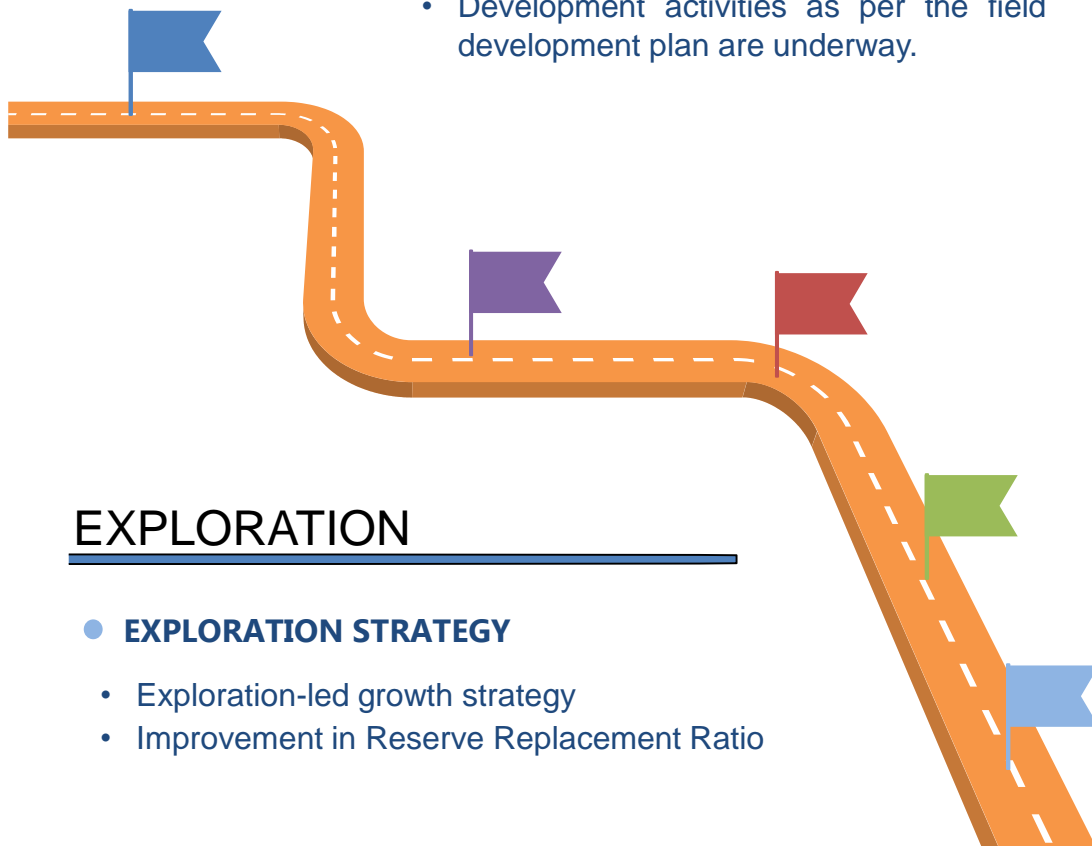 • Development activities as per the field
development plan are underway.
EXPLORATION
EXPLORATION STRATEGY
• Exploration-led growth strategy
• Improvement in Reserve Replacement Ratio